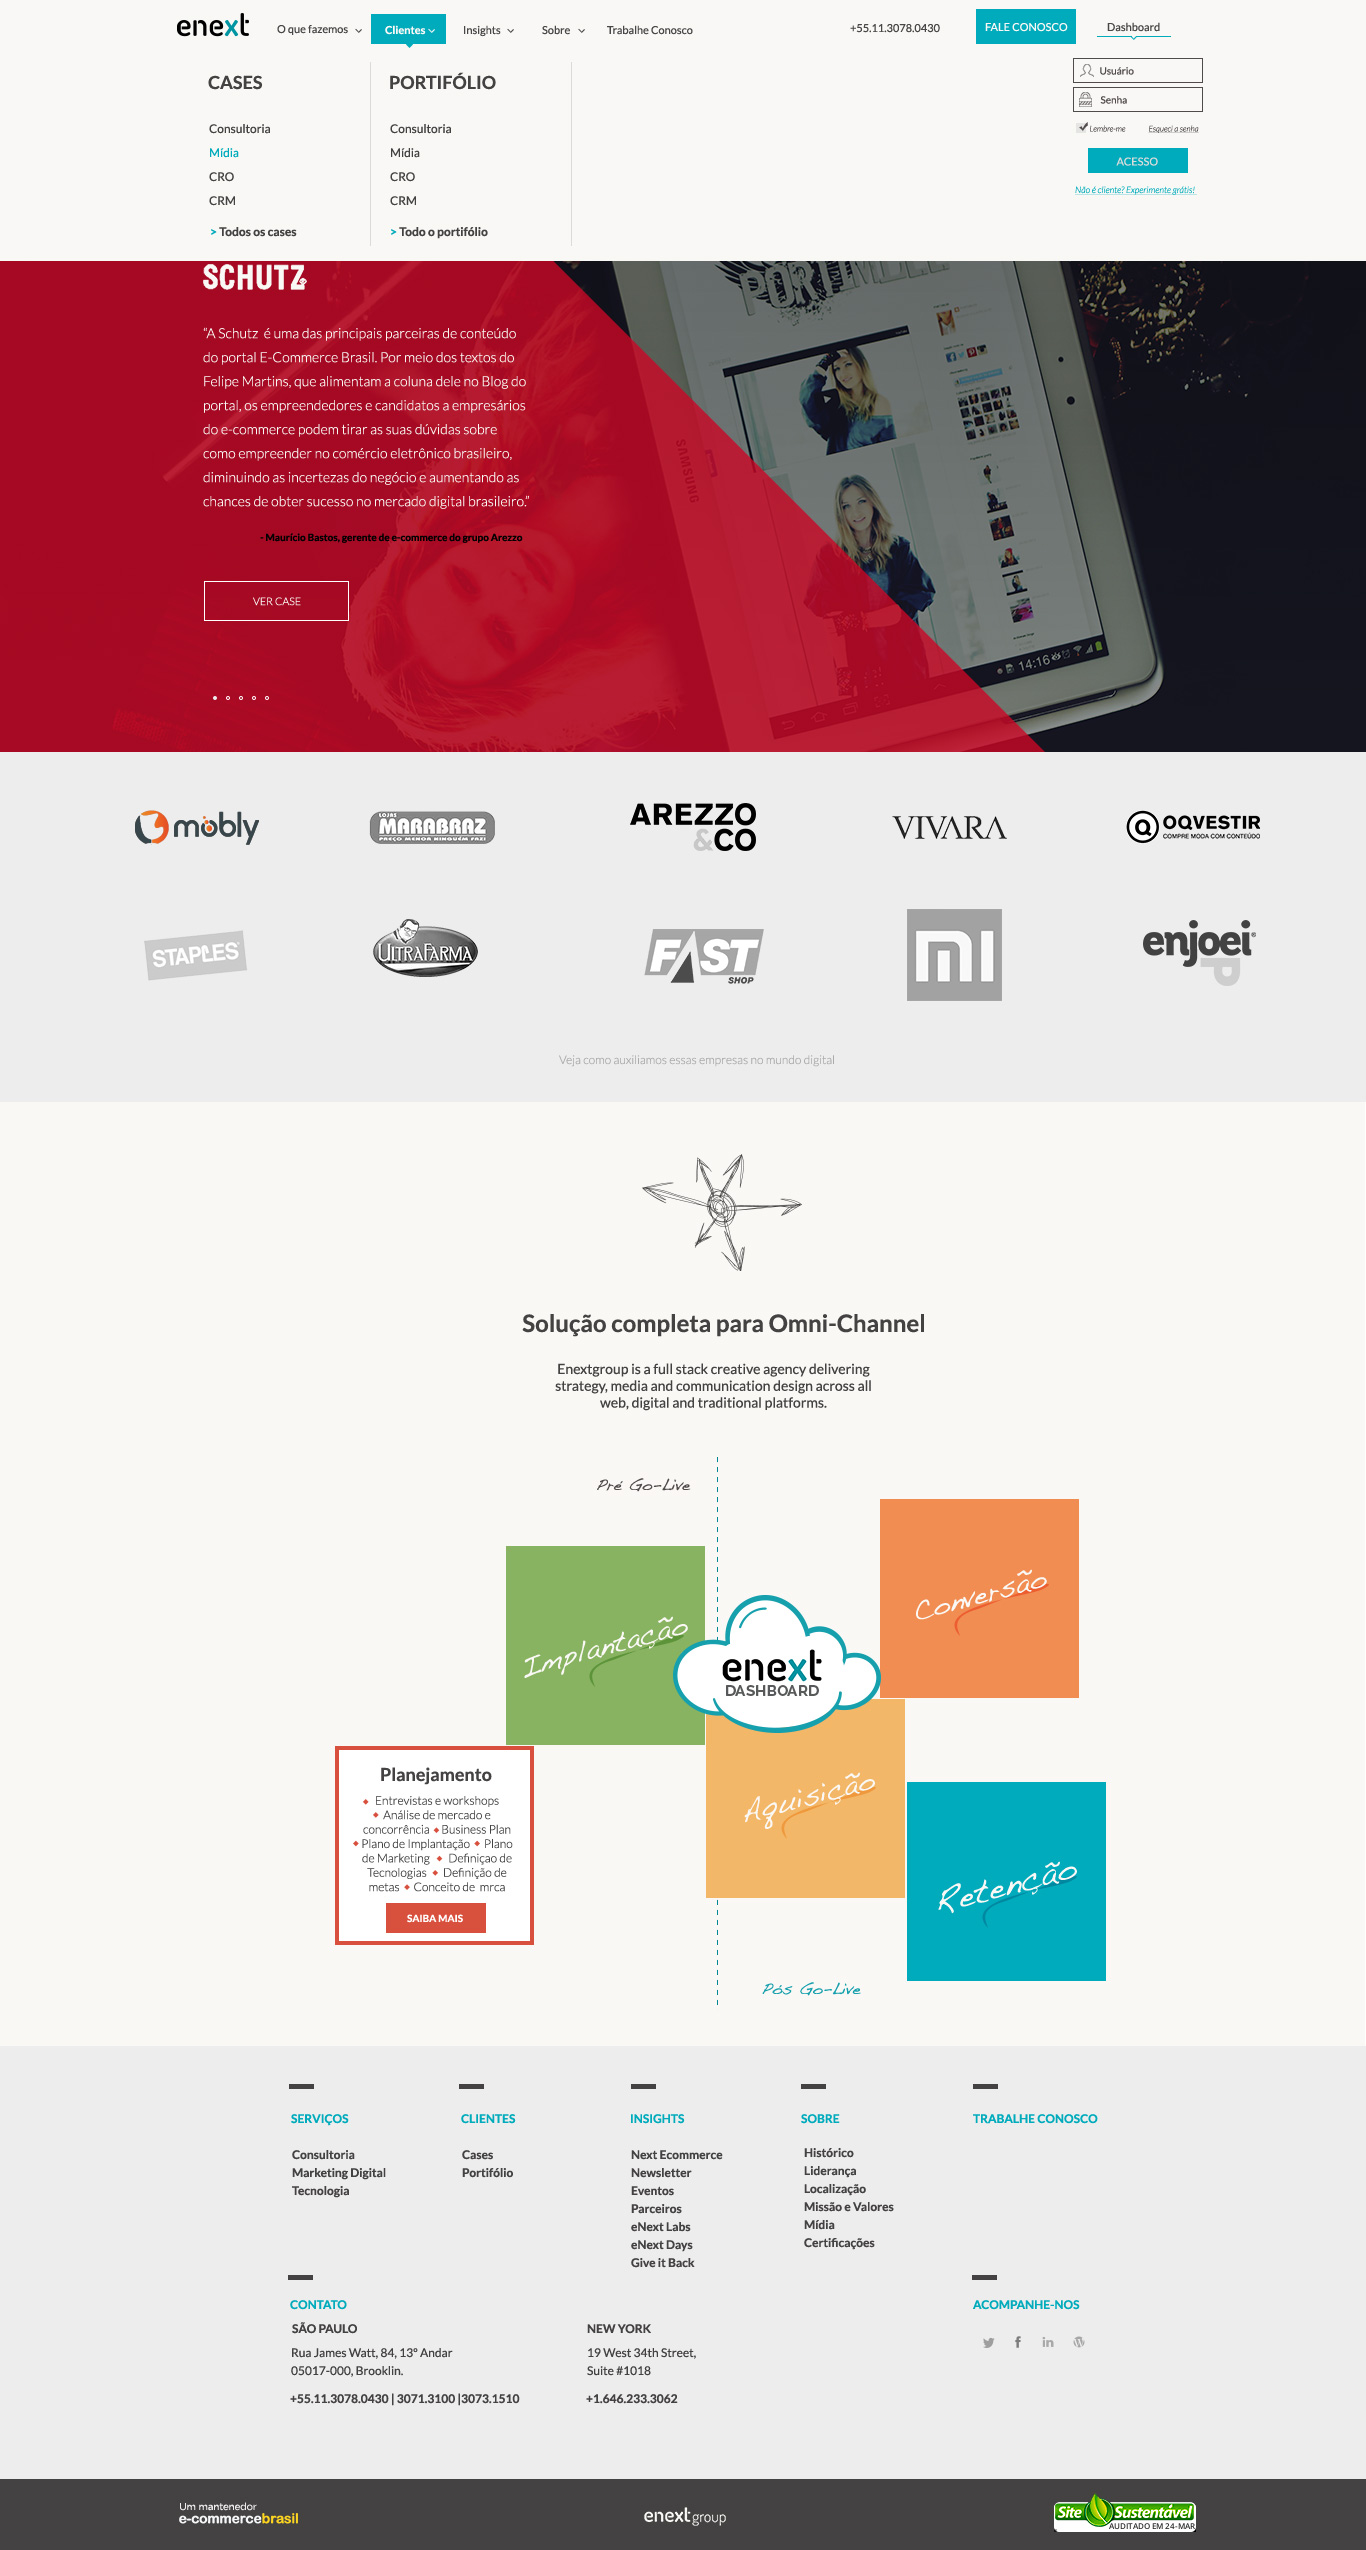 enext
O que fazemos
Clientes
Insights
Sobre
Trabalhe Conosco
+55.11.3078.0430
FALE CONOSCO
Dashboard
CASES
Consultoria
Mídia
CRO
CRM
> Todos os cases
PORTIFÓLIO
Consultoria
Mídia
CRO
CRM
> Todo o portifólio
Usuário
Senha
Lembre-me
Esqueci a senha
ACESSO
Não é cliente? Experimente grátis!
SCHUTZ
“A Schutz é uma das principais parceiras de conteúdo
do portal E-Commerce Brasil. Por meio dos textos do
Felipe Martins, que alimentam a coluna dele no Blog do
portal, os empreendedores e candidatos a empresários
do e-commerce podem tirar as suas dúvidas sobre
como empreender no comércio eletrônico brasileiro,
diminuindo as incertezas do negócio e aumentando as
chances de obter sucesso no mercado digital brasileiro.”
- Maurício Bastos, gerente de e-commerce do grupo Arezzo
VER CASE
SAMSUNG
14:16
mobly
LOJAS
MARABRAZ
PREÇO MENOR NINGUÉM FAZ!
AREZZO
&CO
VIVARA
OQVESTIR
COMPRE MODA COM CONTEÚDO
STAPLES
ULTRAFARMA
FAST
SHOP
MI
enjoei
P
Veja como auxiliamos essas empresas no mundo digital
Solução completa para Omni-Channel
Enextgroup is a full stack creative agency delivering
strategy, media and communication design across all
web, digital and traditional platforms.
Pré Go-Live
Implantação
Conversão
enext
DASHBOARD
Aquisição
Retenção
Planejamento
Entrevistas e workshops
Análise de mercado e
concorrência Business Plan
Plano de Implantação Plano
de Marketing Definiçao de
Tecnologias Definição de
metas Conceito de mrca
SAIBA MAIS
Pós Go-Live
SERVIÇOS
Consultoria
Marketing Digital
Tecnologia
CLIENTES
Cases
Portifólio
INSIGHTS
Next Ecommerce
Newsletter
Eventos
Parceiros
eNext Labs
eNext Days
Give it Back
SOBRE
Histórico
Liderança
Localização
Missão e Valores
Mídia
Certificações
TRABALHE CONOSCO
CONTATO
SÃO PAULO
Rua James Watt, 84, 13º Andar
05017-000, Brooklin.
+55.11.3078.0430 | 3071.3100 |3073.1510
NEW YORK
19 West 34th Street,
Suite #1018
+1.646.233.3062
ACOMPANHE-NOS
Um mantenedor
e-commercebrasil
enextgroup
Site Sustentável
AUDITADO EM 24-MAR